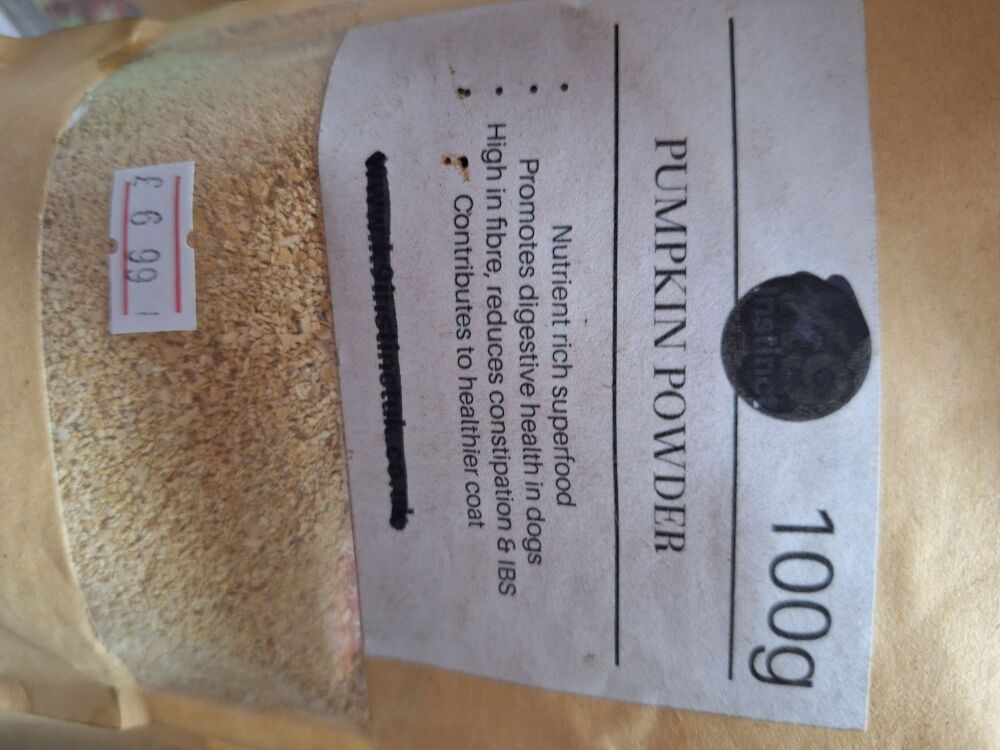 100g
PUMPKIN POWDER
• Nutrient rich superfood
• Promotes digestive health in dogs
• High in fibre, reduces constipation & IBS
• Contributes to healthier coat
£ 6 99